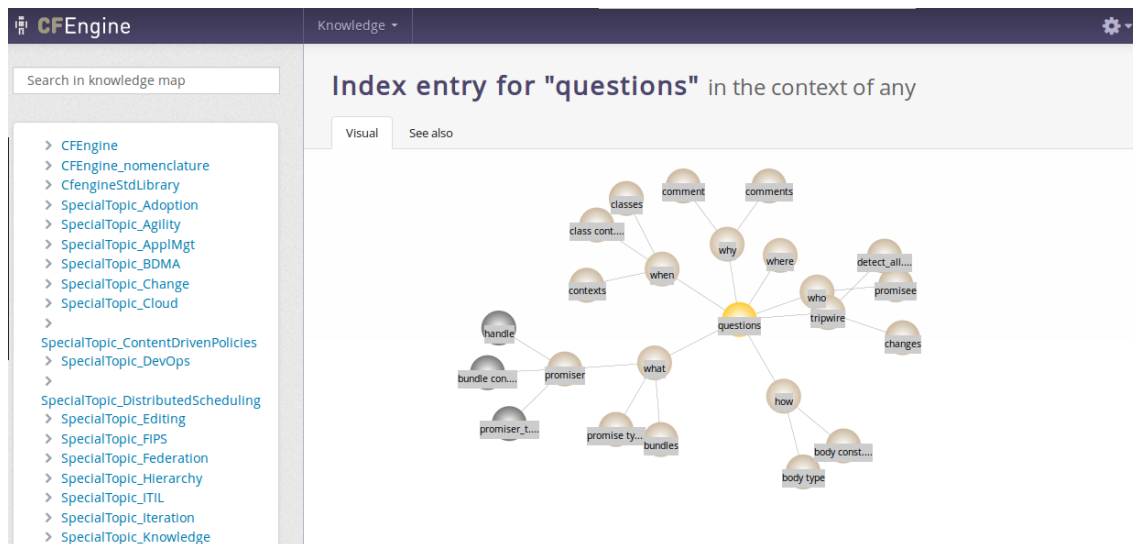 CFEngine
Knowledge
Search in knowledge map
CFEngine
CFEngine_nomenclature
CfengineStdLibrary
SpecialTopic_Adoption
SpecialTopic_Agility
SpecialTopic_ApplMgt
SpecialTopic_BDMA
SpecialTopic_Change
SpecialTopic_Cloud
SpecialTopic_ContentDrivenPolicies
SpecialTopic_DevOps
SpecialTopic_DistributedScheduling
SpecialTopic_Editing
SpecialTopic_FIPS
SpecialTopic_Federation
SpecialTopic_Hierarchy
SpecialTopic_ITIL
SpecialTopic_Iteration
SpecialTopic_Knowledge
Index entry for "questions" in the context of any
Visual
See also
comment
comments
classes
class cont....
why
where
when
detect_all....
contexts
who
promisee
questions
tripwire
handle
changes
what
promiser
bundle con....
how
promiser_t....
promise ty....
bundles
body const....
body type